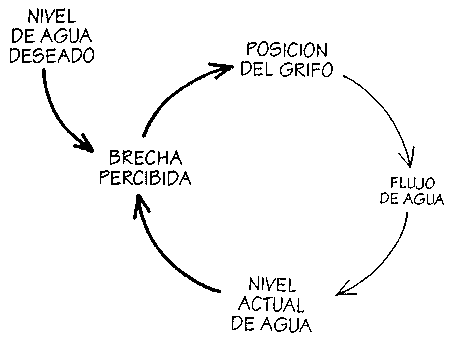 NIVEL
DE AGUA
DESEADO
POSICION
DEL GRIFO
BRECHA
PERCIBIDA
FLUJO
DE AGUA
NIVEL
ACTUAL
DE AGUA